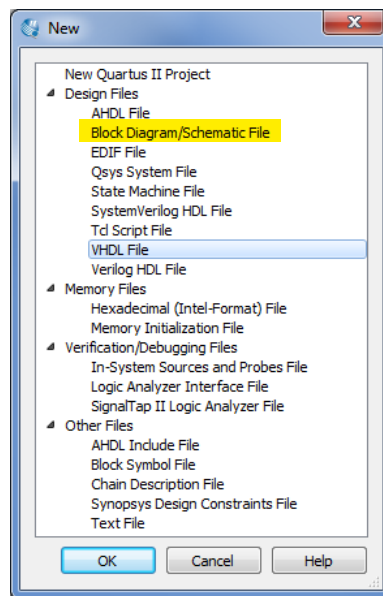 New
New Quartus II Project
Design Files
AHDL File
Block Diagram/Schematic File
EDIF File
Qsys System File
State Machine File
SystemVerilog HDL File
Tcl Script File
VHDL File
Verilog HDL File
Memory Files
Hexadecimal (Intel-Format) File
Memory Initialization File
Verification/Debugging Files
In-System Sources and Probes File
Logic Analyzer Interface File
SignalTap II Logic Analyzer File
Other Files
AHDL Include File
Block Symbol File
Chain Description File
Synopsys Design Constraints File
Text File
OK Cancel Help